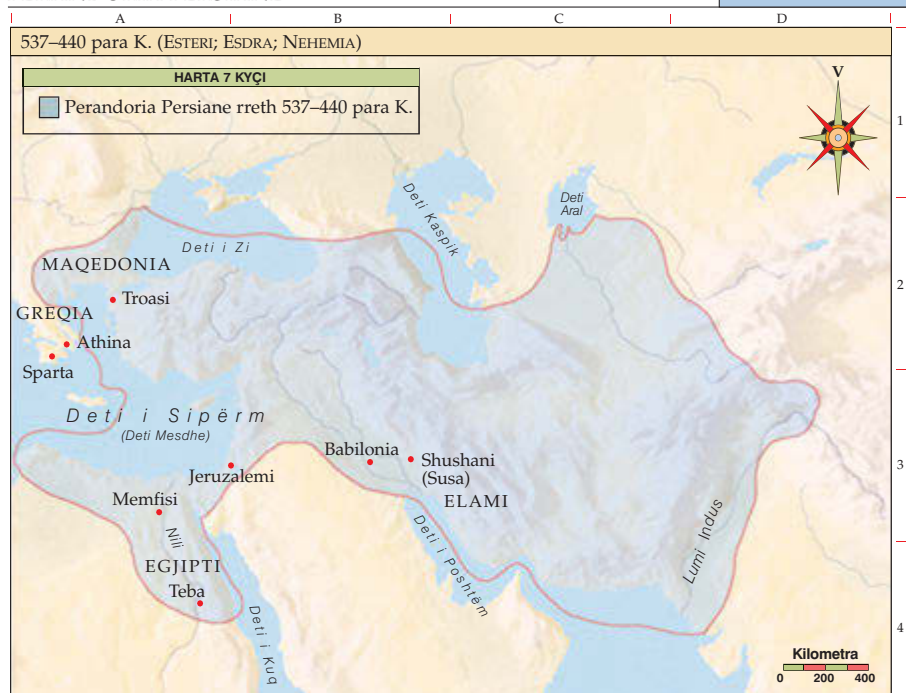 A B C D
537–440 para K. (ESTERI; ESDRA; NEHEMIA)
HARTA 7 KYÇI
Perandoria Persiane rreth 537–440 para K.
V
1
Deti Kaspik
Deti
Aral
Deti i Zi
MAQEDONIA
2
Troasi
GREQIA
Athina
Sparta
Deti i Sipërm
(Deti Mesdhe)
Babilonia
Shushani
(Susa)
3
Jeruzalemi
ELAMI
Memfisi
Nili
Lumi Indus
EGJIPTI
Deti i Poshtëm
Teba
Deti i Kuq
4
Kilometra
0 200 400